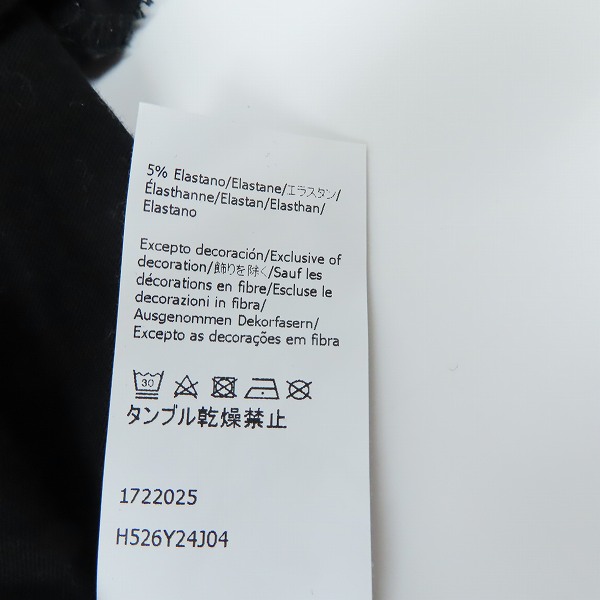 5% Elastano/Elastane/エラスタン/
Élasthanne/Elastan/Elasthan/
Elastano
Excepto decoración/Exclusive of
decoration/飾りを除く/Sauf les
décorations en fibre/Escluse le
decorazioni in fibra/
Ausgenommen Dekorfasern/
Excepto as decorações em fibra
30
タンブル乾燥禁止
1722025
H526Y24J04